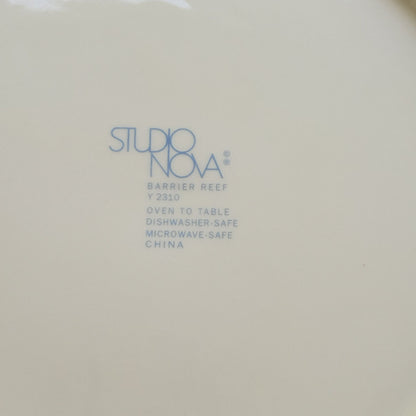 STUDIO
NOVA © ®
BARRIER REEF
Y 2310
OVEN TO TABLE
DISHWASHER-SAFE
MICROWAVE-SAFE
CHINA